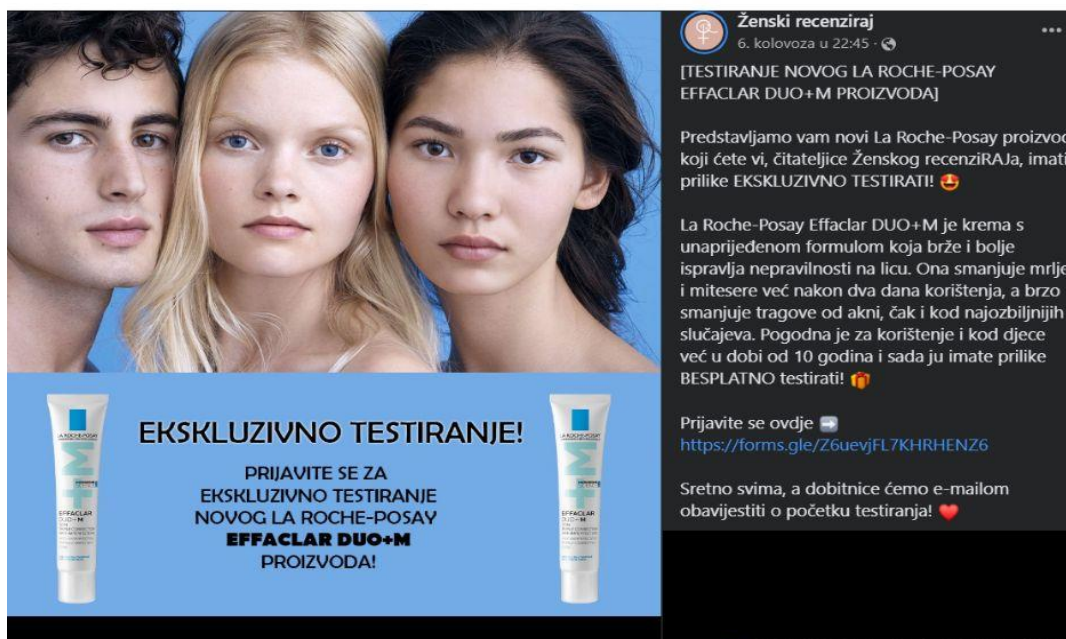 EKSKLUZIVNO TESTIRANJE!
PRIJAVITE SE ZA
EKSKLUZIVNO TESTIRANJE
NOVOG LA ROCHE-POSAY
EFFACLAR DUO+M
PROIZVODA!
LA ROCHE-POSAY
+M
EFFACLAR
DUO+M
LA ROCHE-POSAY
+M
EFFACLAR
DUO+M
Ženski recenziraj
6. kolovoza u 22:45 ·
[TESTIRANJE NOVOG LA ROCHE-POSAY
EFFACLAR DUO+M PROIZVODA]
Predstavljamo vam novi La Roche-Posay proizvod
koji ćete vi, čitateljice Ženskog recenziRAJa, imati
prilike EKSKLUZIVNO TESTIRATI! 🤩
La Roche-Posay Effaclar DUO+M je krema s
unaprijeđenom formulom koja brže i bolje
ispravlja nepravilnosti na licu. Ona smanjuje mrlje
i mitesere već nakon dva dana korištenja, a brzo
smanjuje tragove od akni, čak i kod najozbiljnijih
slučajeva. Pogodna je za korištenje i kod djece
već u dobi od 10 godina i sada ju imate prilike
BESPLATNO testirati! 🎁
Prijavite se ovdje ➡️
https://forms.gle/Z6uevjFL7KHRHENZ6
Sretno svima, a dobitnice ćemo e-mailom
obavijestiti o početku testiranja! ❤️